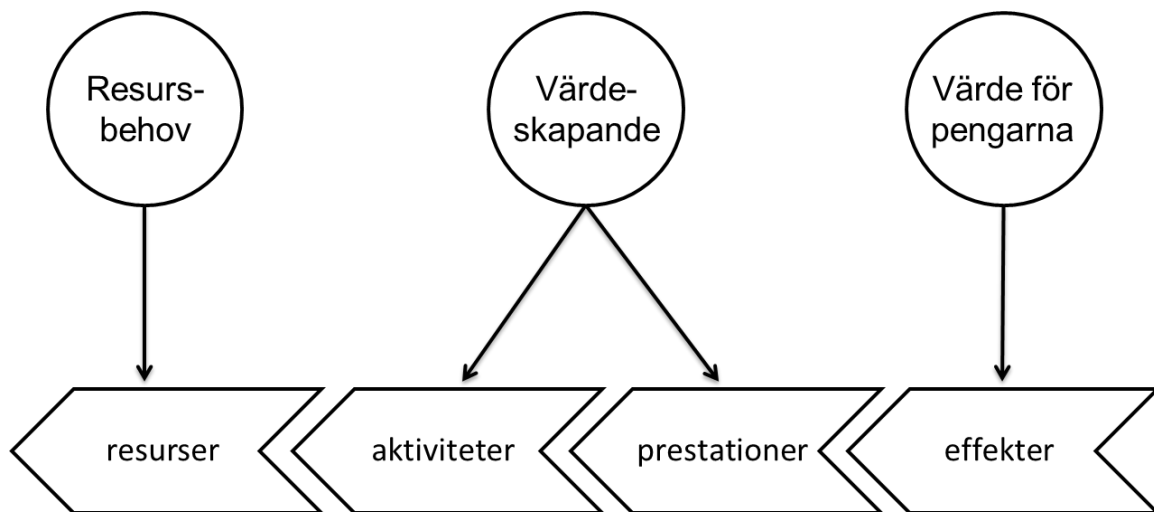 Resurs-
behov
Värde-
skapande
Värde för
pengarna
resurser
aktiviteter
prestationer
effekter